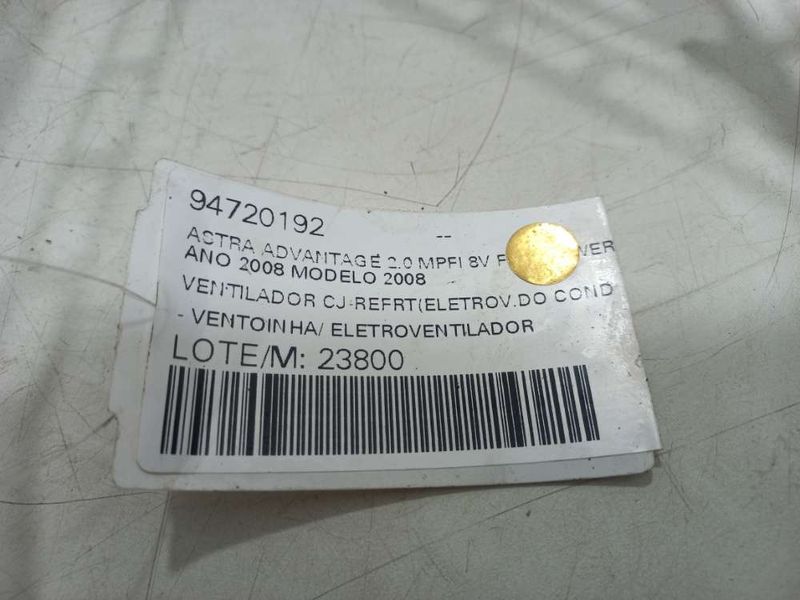 94720192 --
ASTRA ADVANTAGE 2.0 MPFI 8V
ANO 2008 MODELO 2008
VENTILADOR CJ-REFRT(ELETROV.DO COND
- VENTOINHA/ ELETROVENTILADOR
LOTE/M: 23800